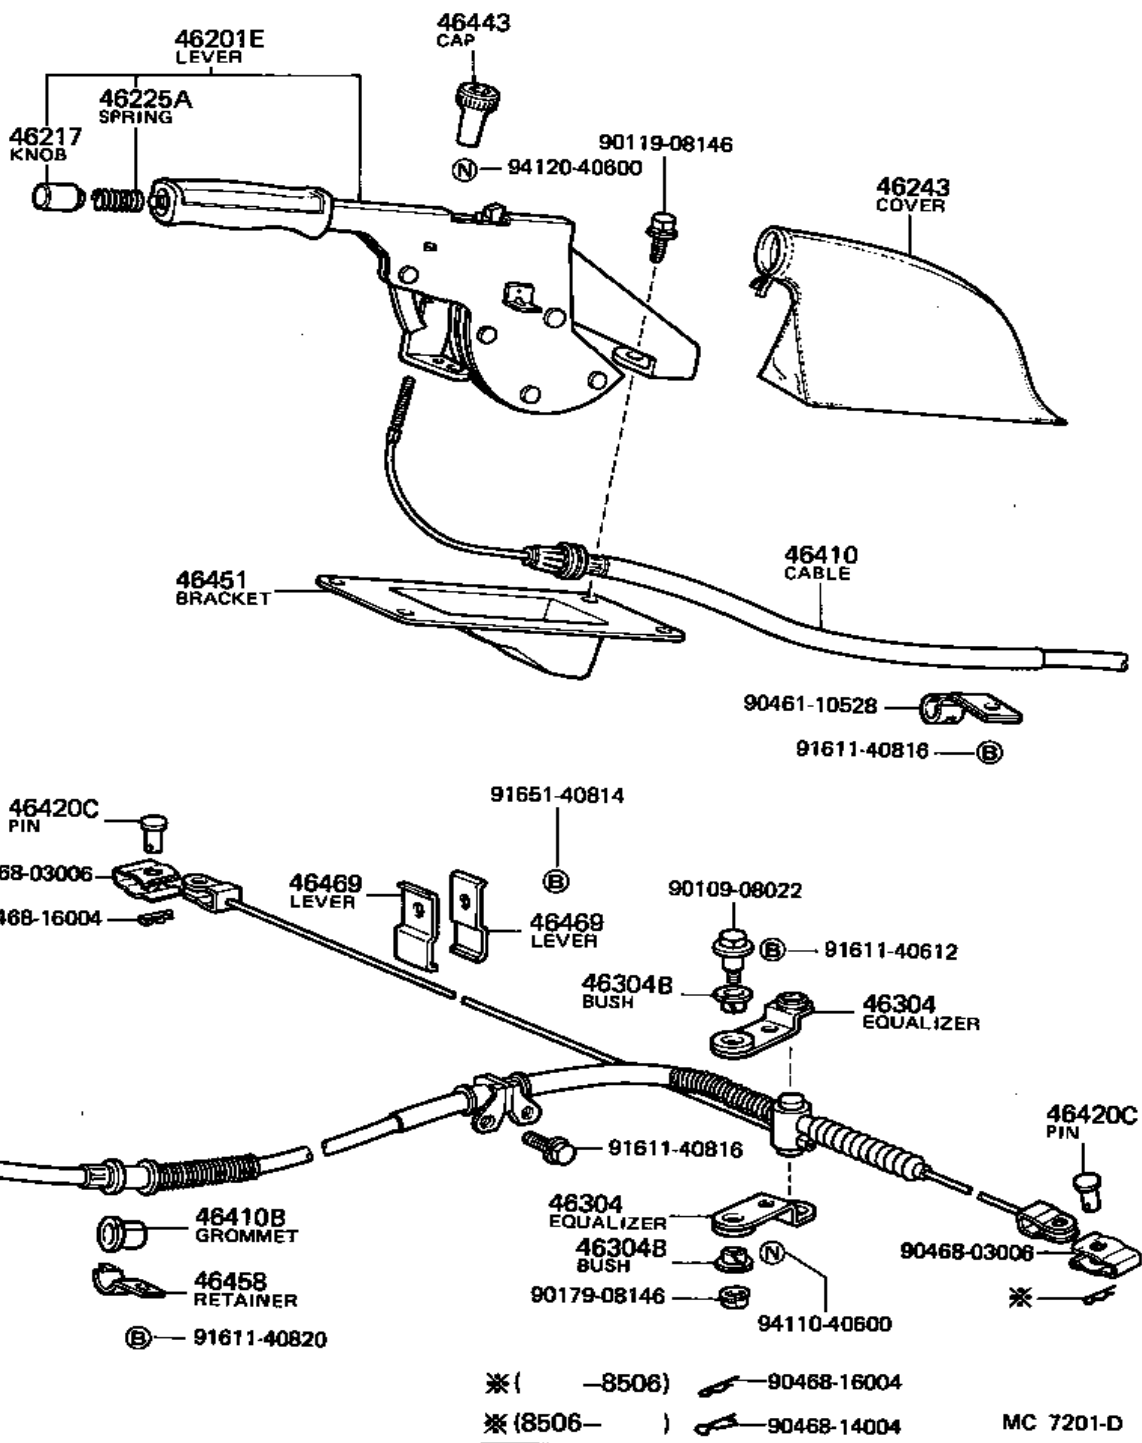 46443
CAP
46201E
LEVER
46225A
SPRING
46217
KNOB
90119-08146
Ⓝ 94120-40600
46243
COVER
46410
CABLE
46451
BRACKET
90461-10528
91611-40816 Ⓑ
91651-40814
Ⓑ
46420C
PIN
68-03006
468-16004
46469
LEVER
46469
LEVER
90109-08022
Ⓑ 91611-40612
46304B
BUSH
46304
EQUALIZER
46420C
PIN
91611-40816
46304
EQUALIZER
46410B
GROMMET
46304B
BUSH
Ⓝ
90468-03006
46458
RETAINER
90179-08146
※
94110-40600
Ⓑ 91611-40820
※( -8506) 90468-16004
※(8506- ) 90468-14004
MC 7201-D